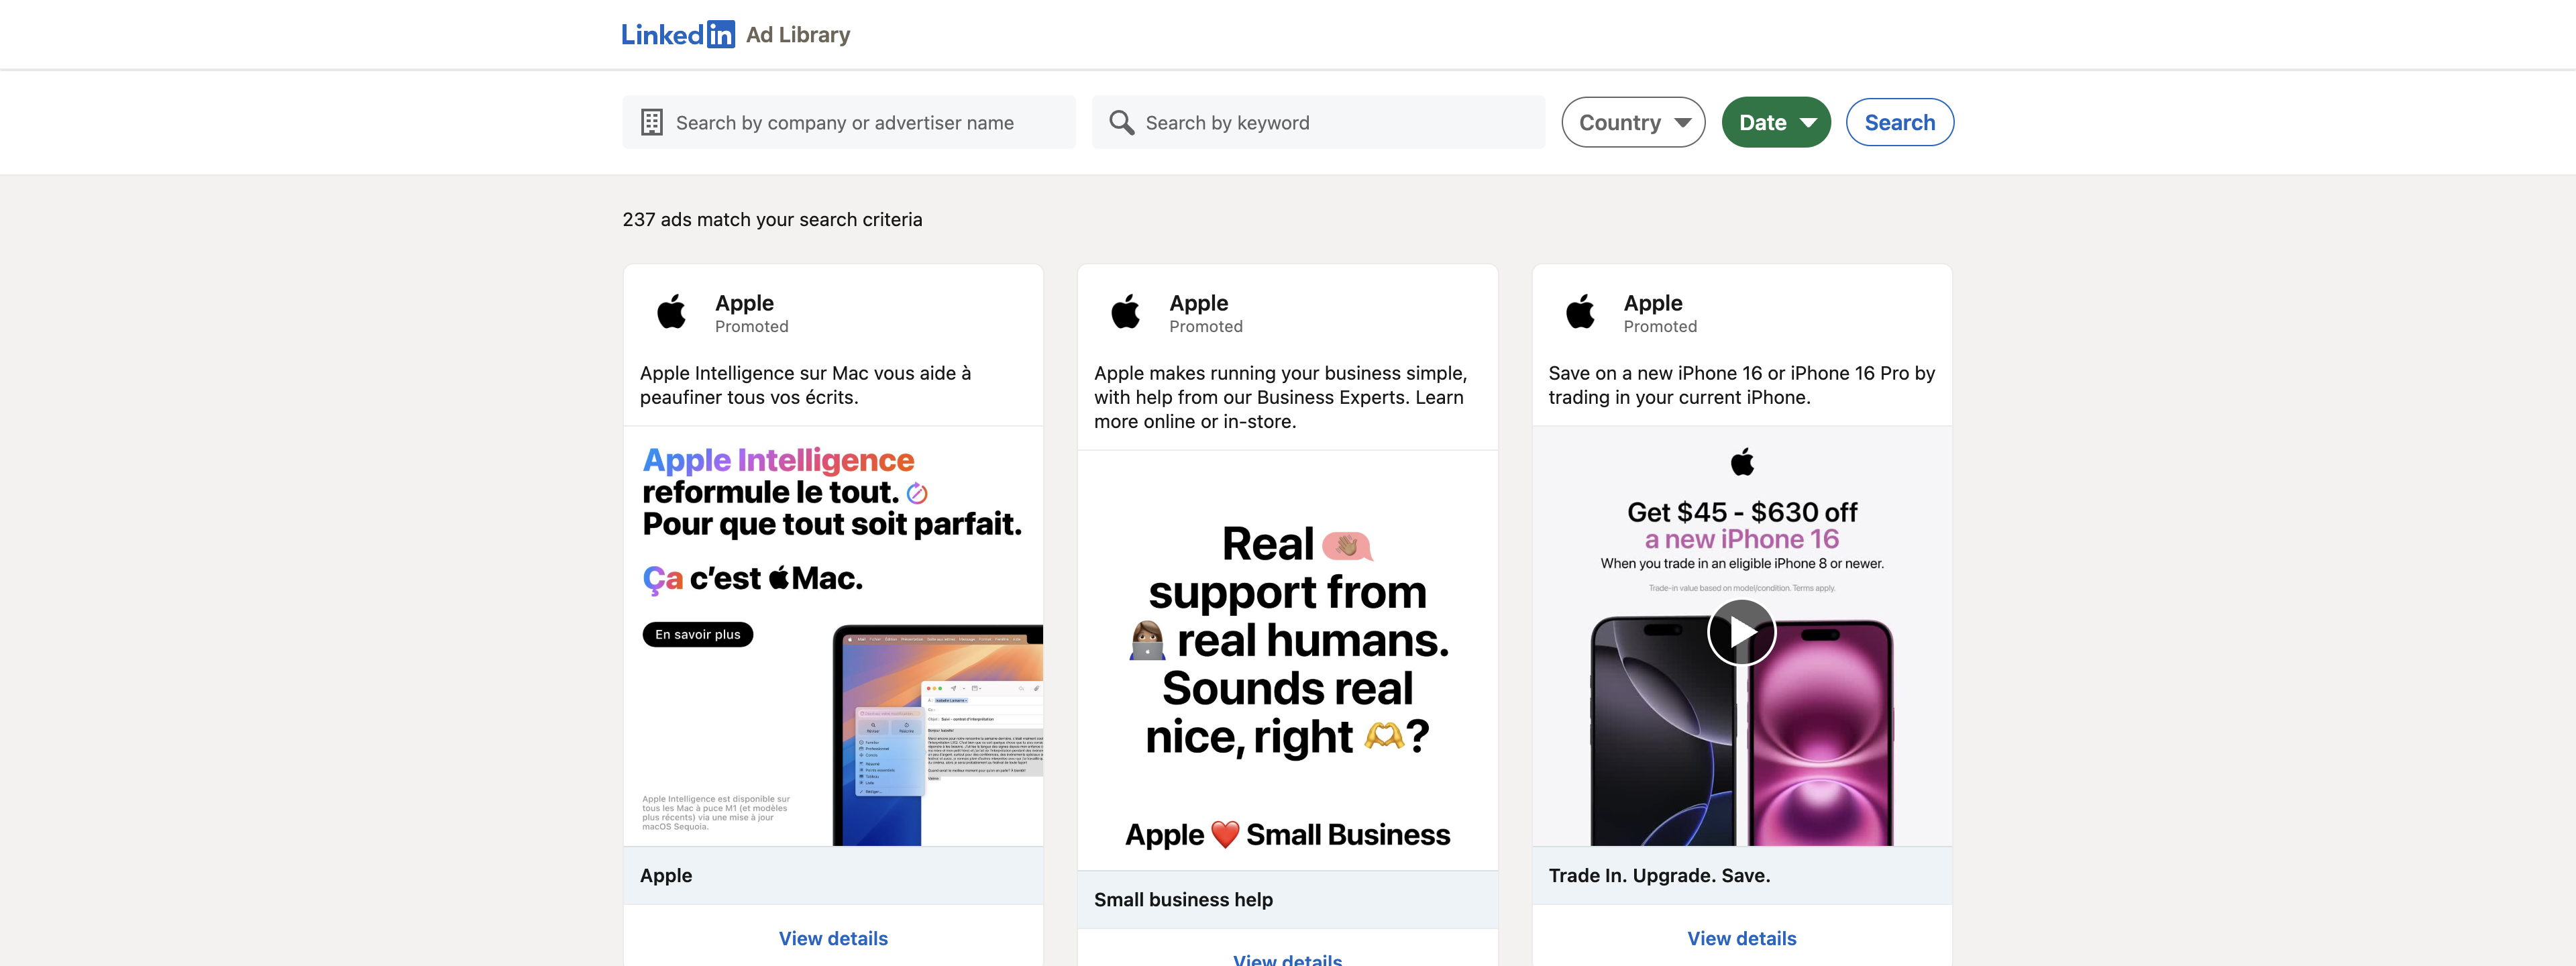 LinkedIn Ad Library
Search by company or advertiser name
Search by keyword
Country
Date
Search
237 ads match your search criteria
Apple
Promoted
Apple Intelligence sur Mac vous aide à
peaufiner tous vos écrits.
Apple Intelligence
reformule le tout.
Pour que tout soit parfait.
Ça c'est Mac.
En savoir plus
Apple Intelligence est disponible sur
tous les Mac à puce M1 (et modèles
plus récents) via une mise à jour
macOS Sequoia.
Apple
View details
Apple
Promoted
Apple makes running your business simple,
with help from our Business Experts. Learn
more online or in-store.
Real 👋🏽
support from
👩🏽‍💻 real humans.
Sounds real
nice, right 🫶?
Apple ❤️ Small Business
Small business help
View details
Apple
Promoted
Save on a new iPhone 16 or iPhone 16 Pro by
trading in your current iPhone.
Get $45 - $630 off
a new iPhone 16
When you trade in an eligible iPhone 8 or newer.
Trade-in value based on model/condition. Terms apply.
Trade In. Upgrade. Save.
View details